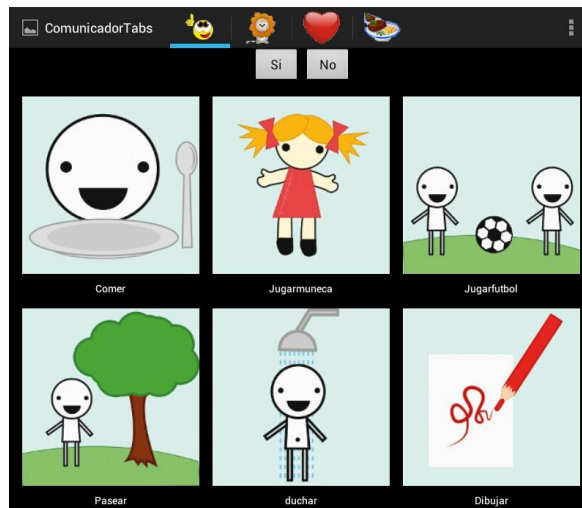 ComunicadorTabs
Si No
Comer Jugarmuneca Jugarfutbol
Pasear duchar Dibujar